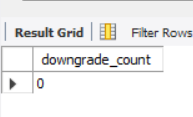 Result Grid Filter Rows
downgrade_count
0